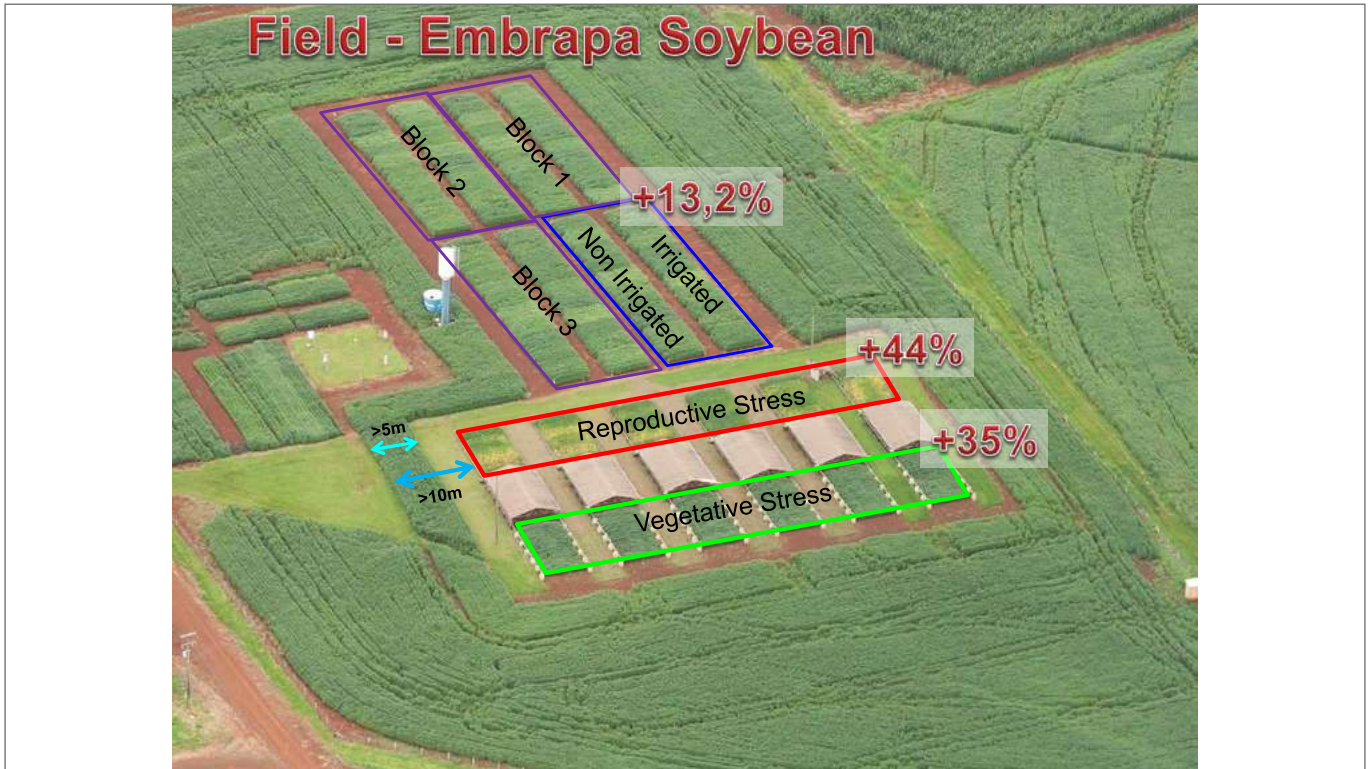 Field - Embrapa Soybean
Block 1
Block 2
+13,2%
Irrigated
Non Irrigated
Block 3
+44%
Reproductive Stress
>5m
+35%
>10m
Vegetative Stress